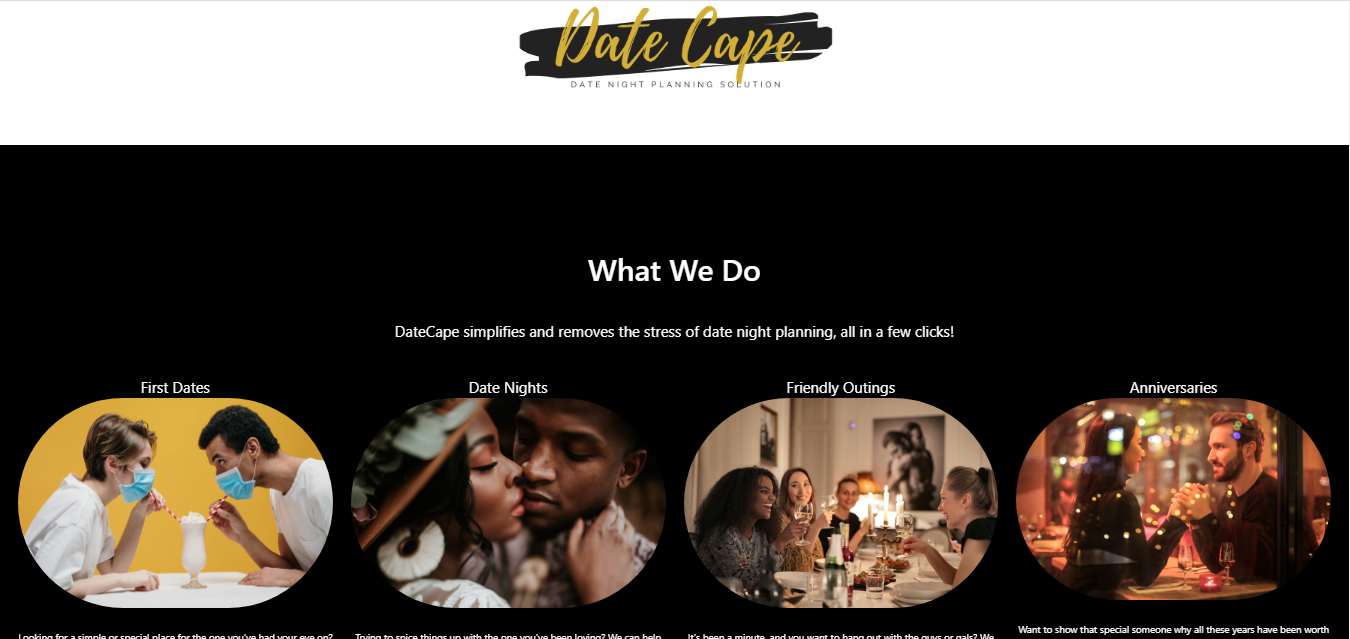 Date Cape
DATE NIGHT PLANNING SOLUTION
What We Do
DateCape simplifies and removes the stress of date night planning, all in a few clicks!
First Dates
Date Nights
Friendly Outings
Anniversaries
Looking for a simple or special place for the one you've had your eye on?
Trying to spice things up with the one you've been loving? We can help
It's been a minute, and you want to hang out with the guys or gals? We
Want to show that special someone why all these years have been worth